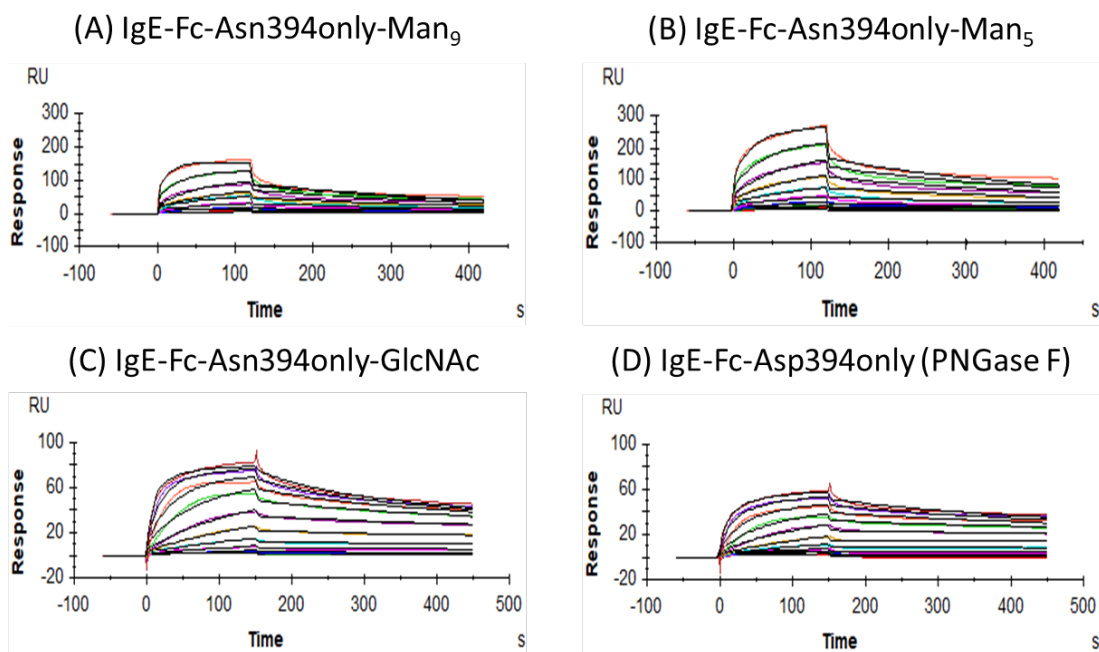 (A) IgE-Fc-Asn394only-Man9
RU
300
200
100
0
-100
-100 0 100 200 300 400
Response
Time
s
(B) IgE-Fc-Asn394only-Man5
RU
300
200
100
0
-100
-100 0 100 200 300 400
Response
Time
s
(C) IgE-Fc-Asn394only-GlcNAc
RU
100
60
20
-20
-100 0 100 200 300 400 500
Response
Time
s
(D) IgE-Fc-Asp394only (PNGase F)
RU
100
60
20
-20
-100 0 100 200 300 400 500
Response
Time
s